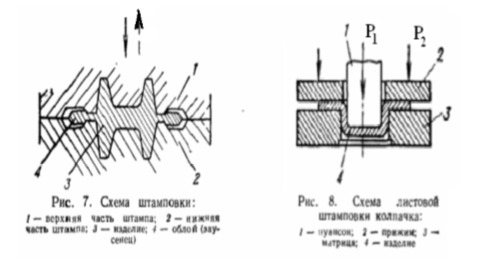 1
2
3
4
Рис. 7. Схема штамповки:
1 — верхняя часть штампа; 2 — нижняя
часть штампа; 3 — изделие; 4 — облой (зау-
сенец)
P1
P2
1
2
3
4
Рис. 8. Схема листовой
штамповки колпачка:
1 — пуансон; 2 — прижим; 3 —
матрица; 4 — изделие